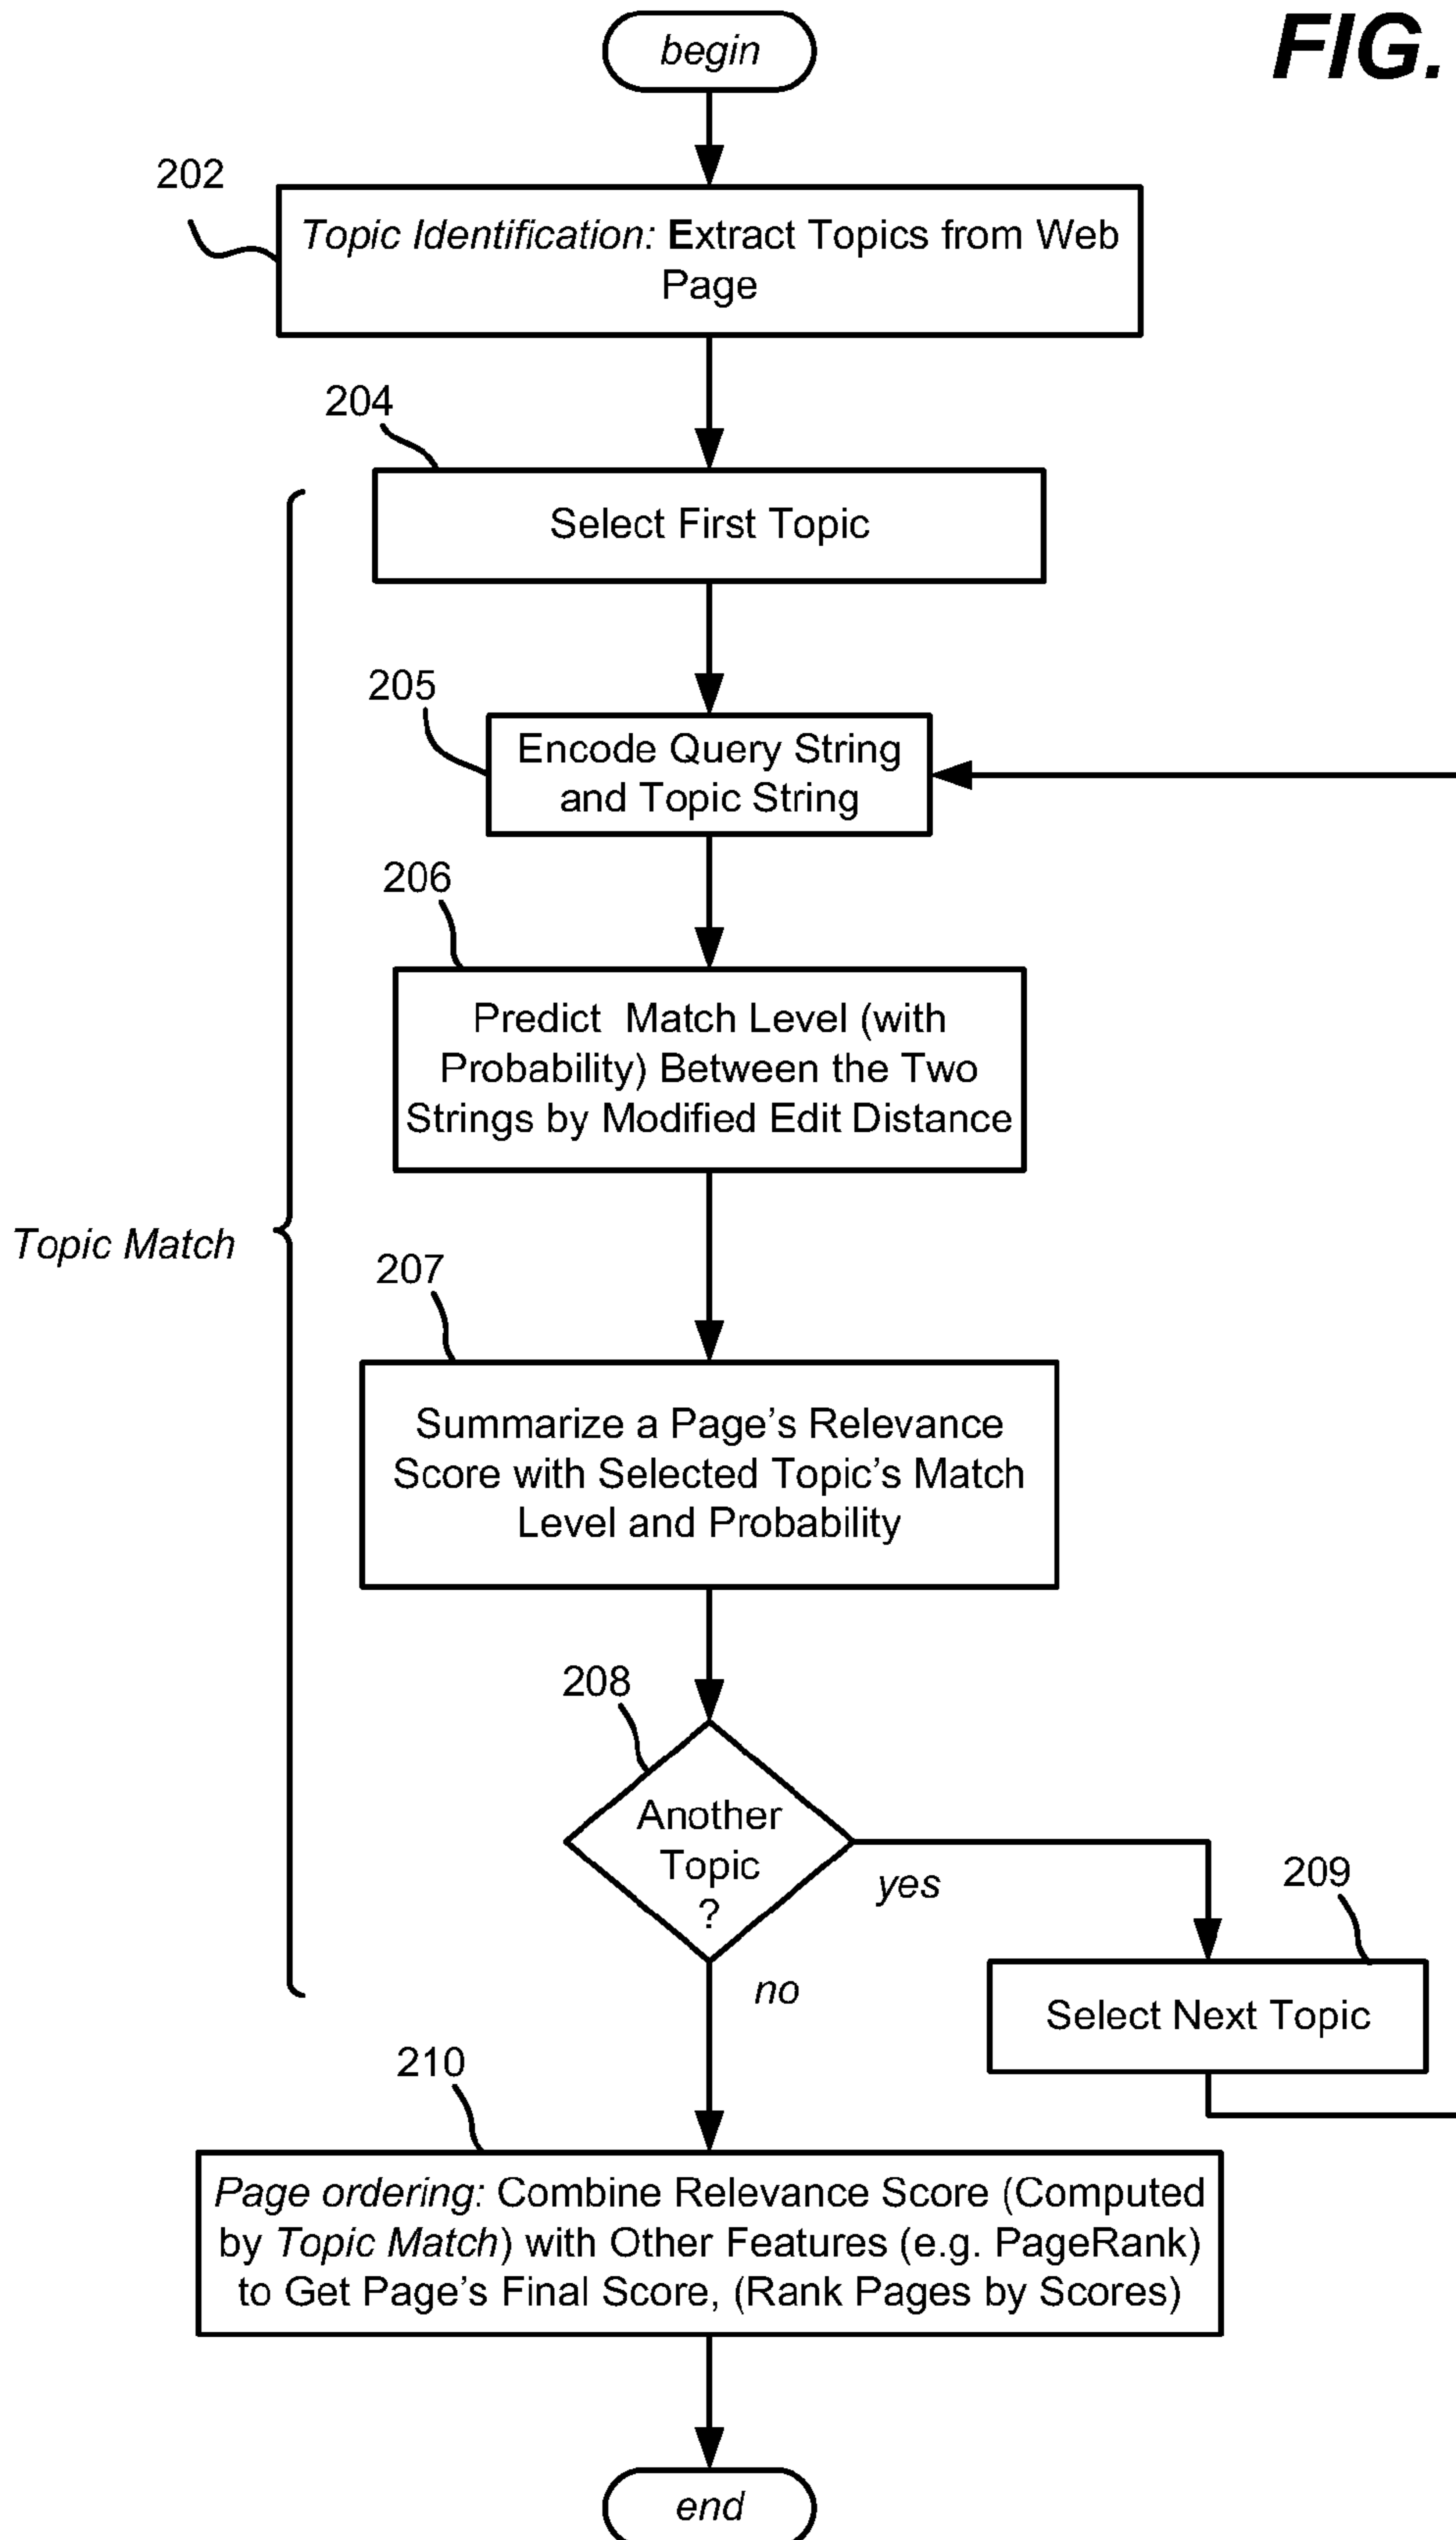 FIG.
begin
202
Topic Identification: Extract Topics from Web
Page
204
Select First Topic
205
Encode Query String
and Topic String
206
Predict Match Level (with
Probability) Between the Two
Strings by Modified Edit Distance
Topic Match
207
Summarize a Page's Relevance
Score with Selected Topic's Match
Level and Probability
208
Another
Topic
?
yes
209
no
Select Next Topic
210
Page ordering: Combine Relevance Score (Computed
by Topic Match) with Other Features (e.g. PageRank)
to Get Page's Final Score, (Rank Pages by Scores)
end